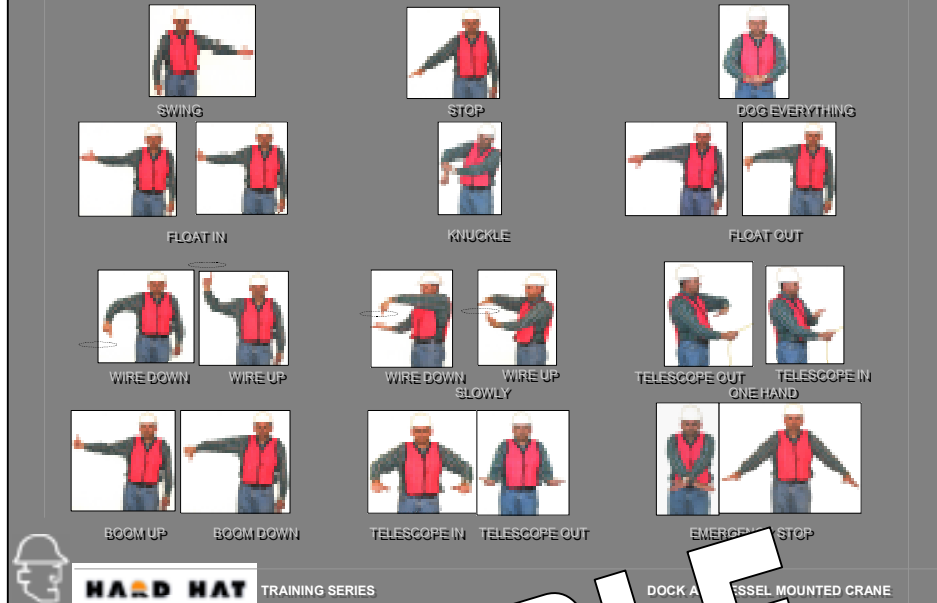 SWING STOP DOG EVERYTHING
FLOAT IN KNUCKLE FLOAT OUT
WIRE DOWN WIRE UP WIRE DOWN WIRE UP TELESCOPE OUT TELESCOPE IN
SLOWLY ONE HAND
BOOM UP BOOM DOWN TELESCOPE IN TELESCOPE OUT EMERGENCY STOP
HARD HAT TRAINING SERIES DOCK MOUNTED CRANE
PLE